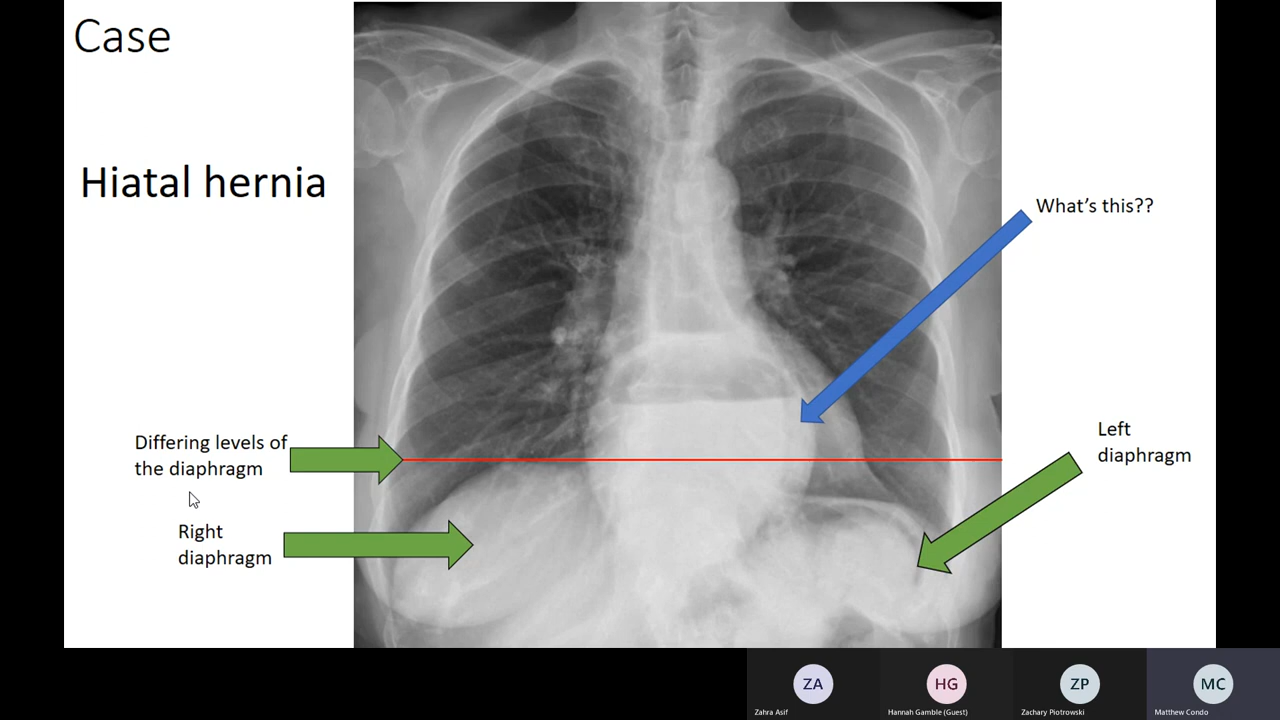 Case
Hiatal hernia
What's this??
Differing levels of
the diaphragm
Left
diaphragm
Right
diaphragm
ZA
HG
ZP
MC
Zahra Asif
Hannah Gamble (Guest)
Zachary Piotrowski
Matthew Condo